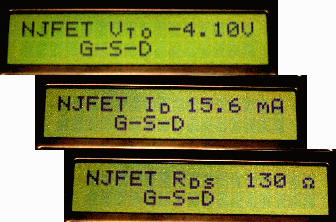 NJFET VTO -4.10V
G-S-D
NJFET ID 15.6 mA
G-S-D
NJFET RDS 130 Ω
G-S-D